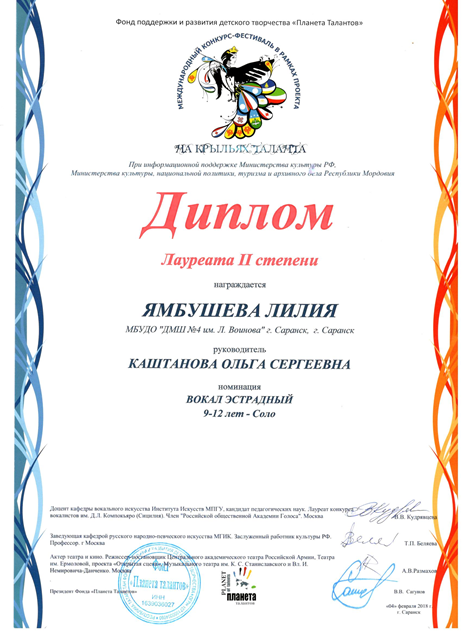 Фонд поддержки и развития детского творчества «Планета Талантов»
МЕЖДУНАРОДНЫЙ КОНКУРС-ФЕСТИВАЛЬ В РАМКАХ ПРОЕКТА
НА КРЫЛЬЯХ ТАЛАНТА
При информационной поддержке Министерства культуры РФ,
Министерства культуры, национальной политики, туризма и архивного дела Республики Мордовия
Диплом
Лауреата II степени
награждается
ЯМБУШЕВА ЛИЛИЯ
МБУДО "ДМШ №4 им. Л. Воинова" г. Саранск, г. Саранск
руководитель
КАШТАНОВА ОЛЬГА СЕРГЕЕВНА
номинация
ВОКАЛ ЭСТРАДНЫЙ
9-12 лет - Соло
Доцент кафедры вокального искусства Института Искусств МПГУ, кандидат педагогических наук. Лауреат конкурса
вокалистов им. Д.Л. Компокьяро (Сицилия). Член "Российской общественной Академии Голоса". Москва
В.В. Кудрявцева
Заведующая кафедрой русского народно-певческого искусства МГИК. Заслуженный работник культуры РФ.
Профессор. г Москва
Т.П. Беляева
Актер театра и кино. Режиссер-постановщик Центрального академического театра Российской Армии, Театра
им. Ермоловой, проекта «Открытая сцена», Музыкального театра им. К. С. Станиславского и Вл. И.
Немировича-Данченко. Москва
А.В.Размахов
Президент Фонда «Планета Талантов»
В.В. Сагунов
«04» февраля 2018 г.
г. Саранск
ФОНД
"Планета талантов"
ИНН
PLANET OF TALENTS
планета
талантов